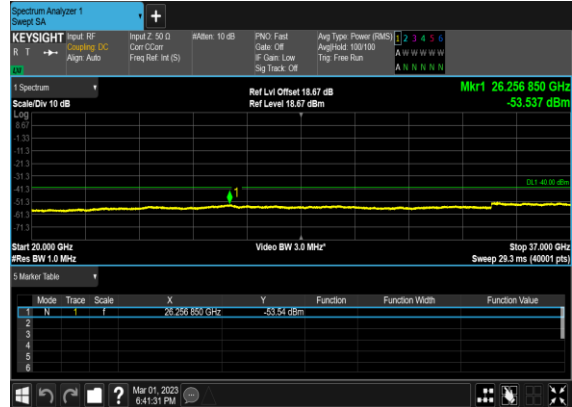 Spectrum Analyzer 1
Swept SA
+
KEYSIGHT Input: RF Input Z: 50 Ω #Atten: 10 dB PNO: Fast Avg Type: Power (RMS) 1 2 3 4 5 6
R T Coupling: DC Corr CCorr Gate: Off Avg|Hold: 100/100 A W W W W W
Align: Auto Freq Ref: Int (S) IF Gain: Low Trig: Free Run
LW Sig Track: Off A N N N N N
1 Spectrum Ref Lvl Offset 18.67 dB Mkr1 26.256 850 GHz
Scale/Div 10 dB Ref Level 18.67 dBm -53.537 dBm
Log
8.67
-1.33
-11.3
-21.3
-31.3
DL1 -40.00 dBm
-41.3
1
-51.3
-61.3
-71.3
Start 20.000 GHz Video BW 3.0 MHz* Stop 37.000 GHz
#Res BW 1.0 MHz Sweep 29.3 ms (40001 pts)
5 Marker Table
Mode Trace Scale X Y Function Function Width Function Value
1 N 1 f 26.256 850 GHz -53.54 dBm
2
3
4
5
6
? Mar 01, 2023
6:41:31 PM